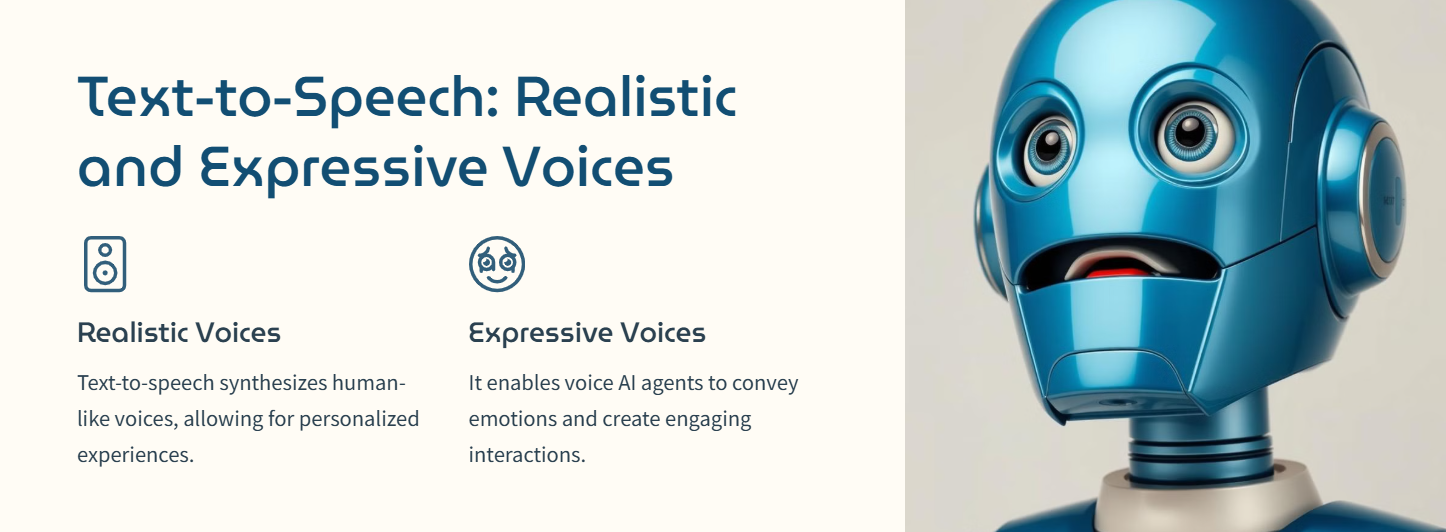 Text-to-Speech: Realistic
and Expressive Voices
Realistic Voices
Text-to-speech synthesizes human-
like voices, allowing for personalized
experiences.
Expressive Voices
It enables voice AI agents to convey
emotions and create engaging
interactions.